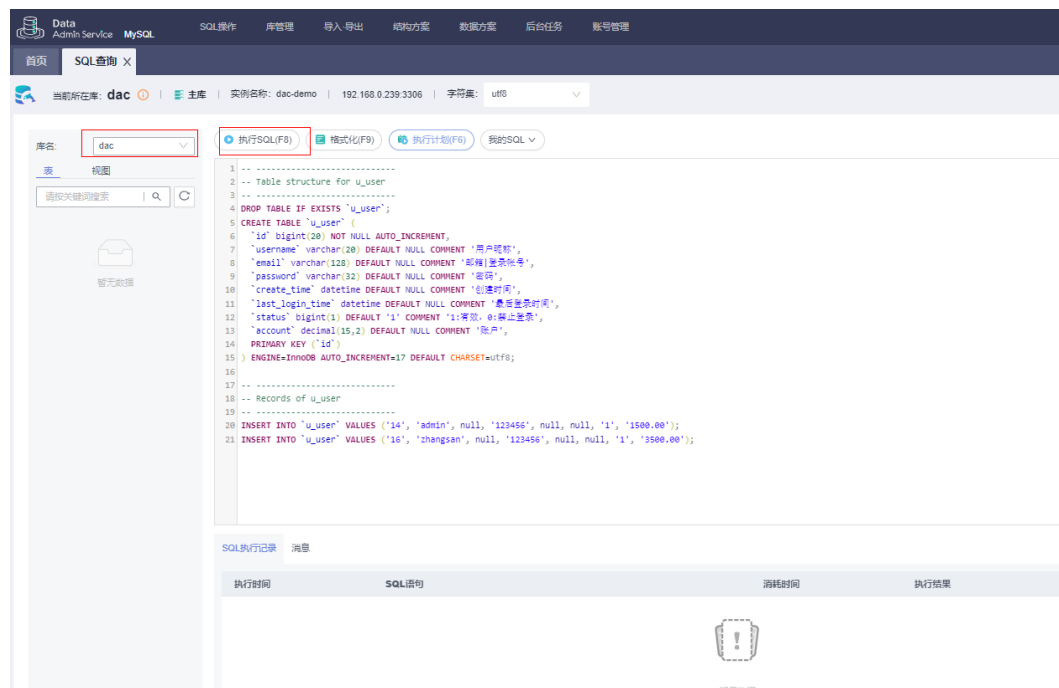 Data
Admin Service MySQL
SQL操作 库管理 导入·导出 结构方案 数据方案 后台任务 账号管理
首页 SQL查询 X
当前所在库: dac 主库 | 实例名称: dac-demo | 192.168.0.239:3306 | 字符集: utf8
库名: dac
执行SQL(F8) 格式化(F9) 执行计划(F6) 我的SQL
表 视图
请按关键词搜索
暂无数据
1 -- ----------------------------
2 -- Table structure for u_user
3 -- ----------------------------
4 DROP TABLE IF EXISTS `u_user`;
5 CREATE TABLE `u_user` (
6 `id` bigint(20) NOT NULL AUTO_INCREMENT,
7 `username` varchar(20) DEFAULT NULL COMMENT '用户昵称',
8 `email` varchar(128) DEFAULT NULL COMMENT '邮箱|登录帐号',
9 `password` varchar(32) DEFAULT NULL COMMENT '密码',
10 `create_time` datetime DEFAULT NULL COMMENT '创建时间',
11 `last_login_time` datetime DEFAULT NULL COMMENT '最后登录时间',
12 `status` bigint(1) DEFAULT '1' COMMENT '1:有效，0:禁止登录',
13 `account` decimal(15,2) DEFAULT NULL COMMENT '账户',
14 PRIMARY KEY (`id`)
15 ) ENGINE=InnoDB AUTO_INCREMENT=17 DEFAULT CHARSET=utf8;
16
17 -- ----------------------------
18 -- Records of u_user
19 -- ----------------------------
20 INSERT INTO `u_user` VALUES ('14', 'admin', null, '123456', null, null, '1', '1500.00');
21 INSERT INTO `u_user` VALUES ('16', 'zhangsan', null, '123456', null, null, '1', '3500.00');
SQL执行记录 消息
执行时间 SQL语句 消耗时间 执行结果